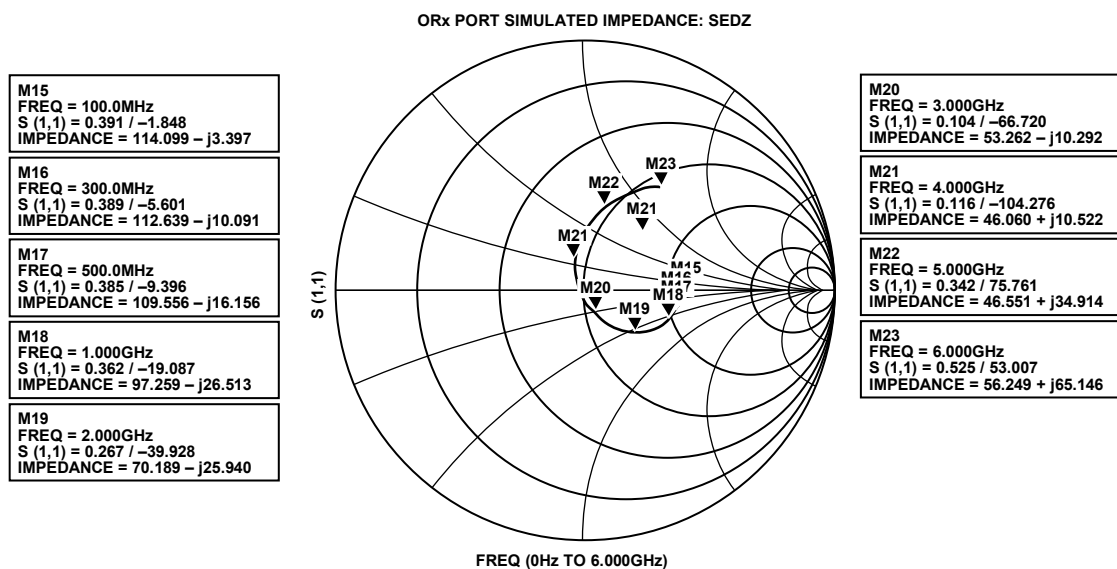 ORx PORT SIMULATED IMPEDANCE: SEDZ
M15
FREQ = 100.0MHz
S (1,1) = 0.391 / –1.848
IMPEDANCE = 114.099 – j3.397
M16
FREQ = 300.0MHz
S (1,1) = 0.389 / –5.601
IMPEDANCE = 112.639 – j10.091
M17
FREQ = 500.0MHz
S (1,1) = 0.385 / –9.396
IMPEDANCE = 109.556 – j16.156
M18
FREQ = 1.000GHz
S (1,1) = 0.362 / –19.087
IMPEDANCE = 97.259 – j26.513
M19
FREQ = 2.000GHz
S (1,1) = 0.267 / –39.928
IMPEDANCE = 70.189 – j25.940
S (1,1)
M23
M22
M21
M21
M15
M16
M17
M20
M18
M19
M20
FREQ = 3.000GHz
S (1,1) = 0.104 / –66.720
IMPEDANCE = 53.262 – j10.292
M21
FREQ = 4.000GHz
S (1,1) = 0.116 / –104.276
IMPEDANCE = 46.060 + j10.522
M22
FREQ = 5.000GHz
S (1,1) = 0.342 / 75.761
IMPEDANCE = 46.551 + j34.914
M23
FREQ = 6.000GHz
S (1,1) = 0.525 / 53.007
IMPEDANCE = 56.249 + j65.146
FREQ (0Hz TO 6.000GHz)